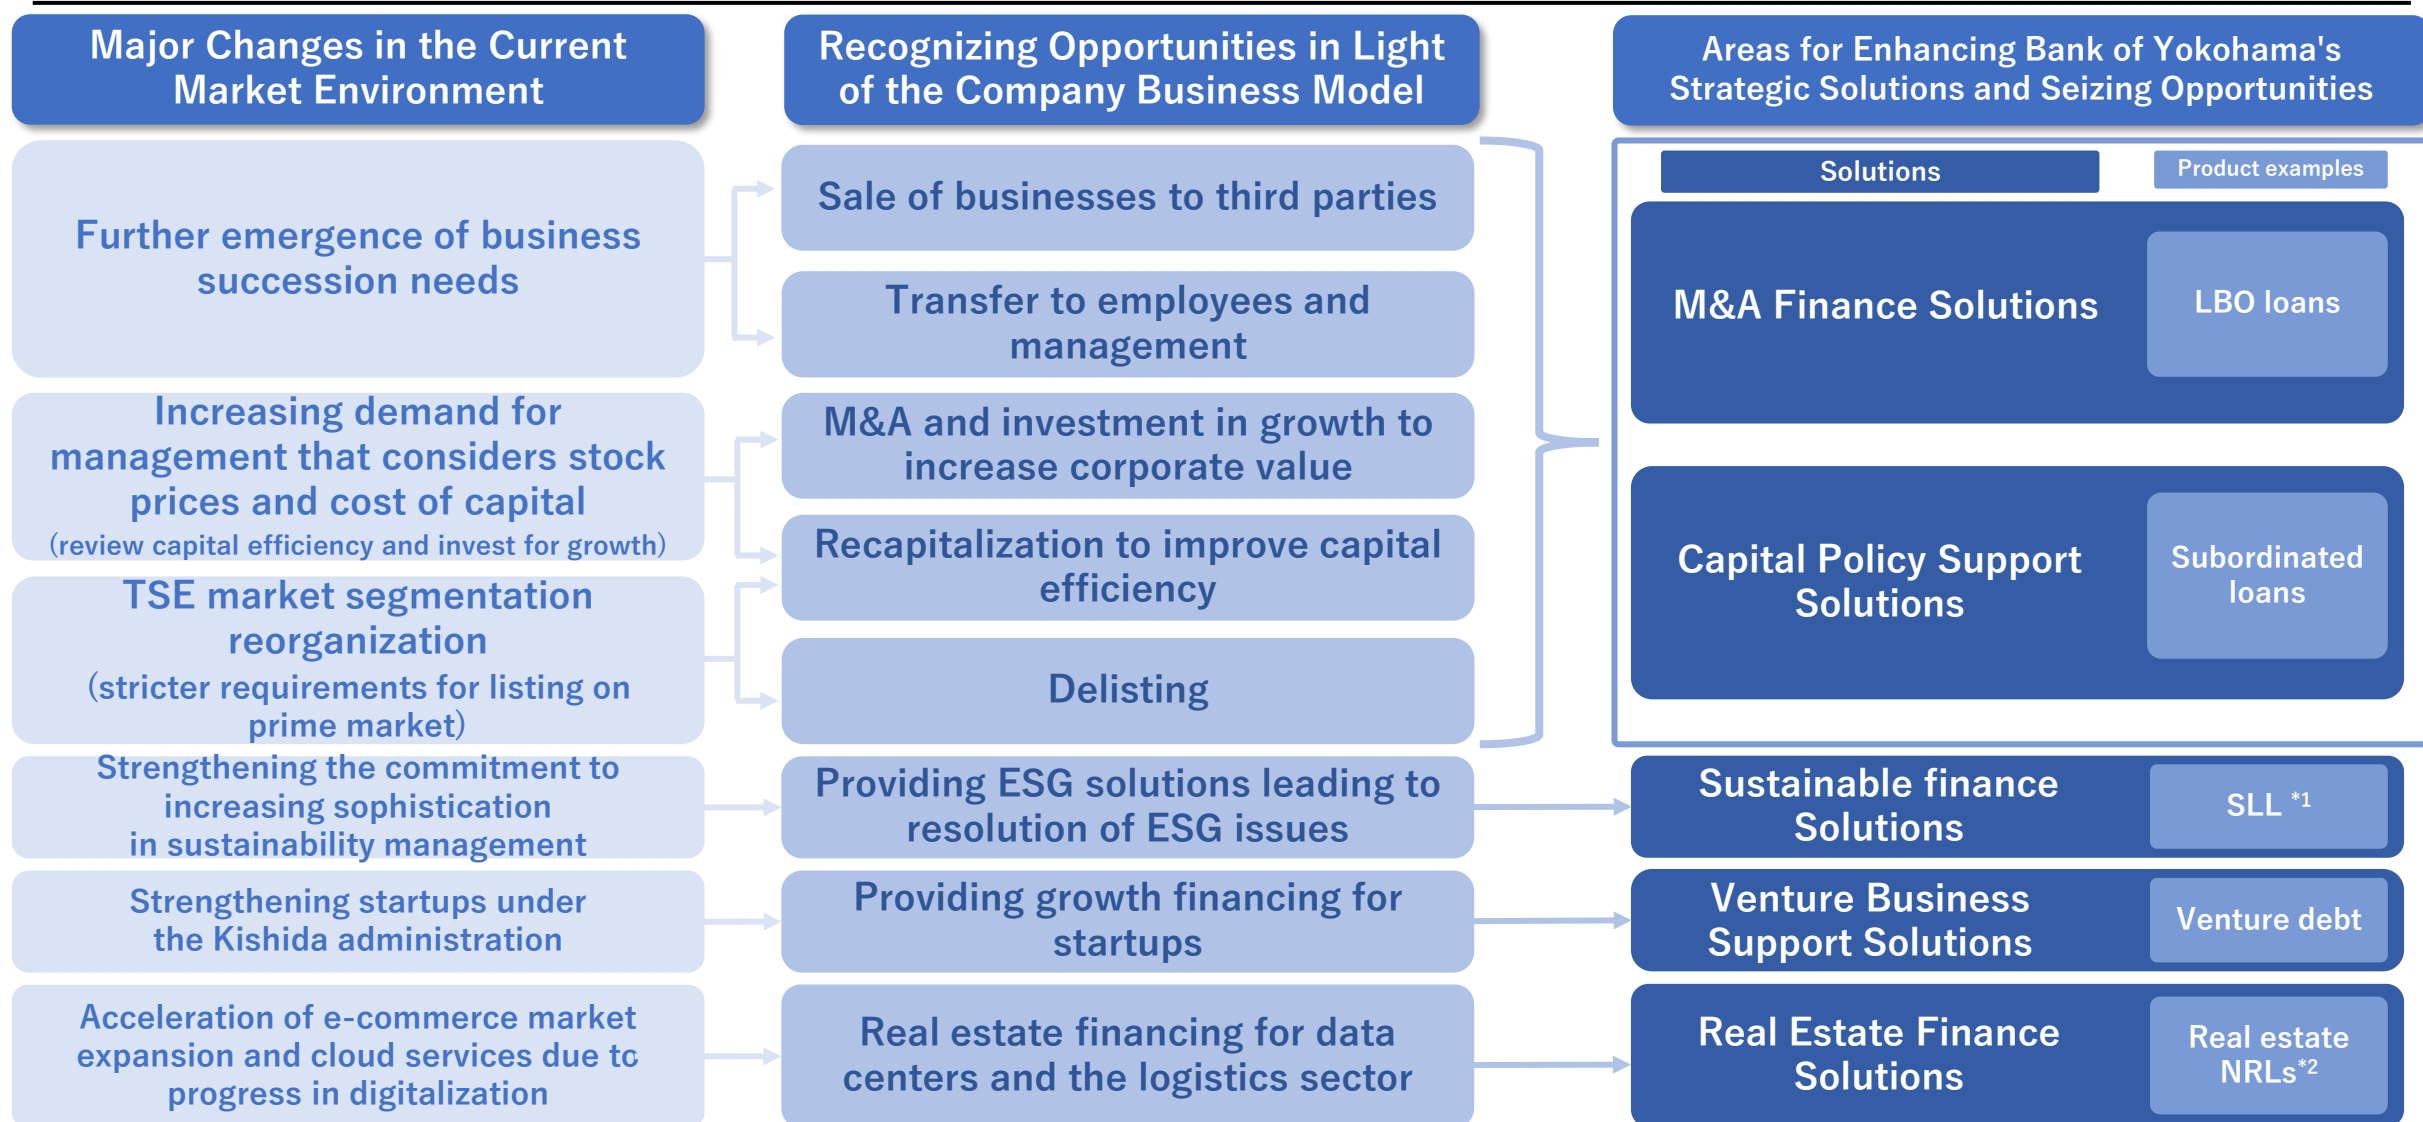 Major Changes in the Current
Market Environment
Recognizing Opportunities in Light
of the Company Business Model
Areas for Enhancing Bank of Yokohama's
Strategic Solutions and Seizing Opportunities
Further emergence of business
succession needs
Increasing demand for
management that considers stock
prices and cost of capital
(review capital efficiency and invest for growth)
TSE market segmentation
reorganization
(stricter requirements for listing on
prime market)
Strengthening the commitment to
increasing sophistication
in sustainability management
Strengthening startups under
the Kishida administration
Acceleration of e-commerce market
expansion and cloud services due to
progress in digitalization
Sale of businesses to third parties
Transfer to employees and
management
M&A and investment in growth to
increase corporate value
Recapitalization to improve capital
efficiency
Delisting
Providing ESG solutions leading to
resolution of ESG issues
Providing growth financing for
startups
Real estate financing for data
centers and the logistics sector
Solutions
Product examples
M&A Finance Solutions
LBO loans
Capital Policy Support
Solutions
Subordinated
loans
Sustainable finance
Solutions
SLL *1
Venture Business
Support Solutions
Venture debt
Real Estate Finance
Solutions
Real estate
NRLs*2